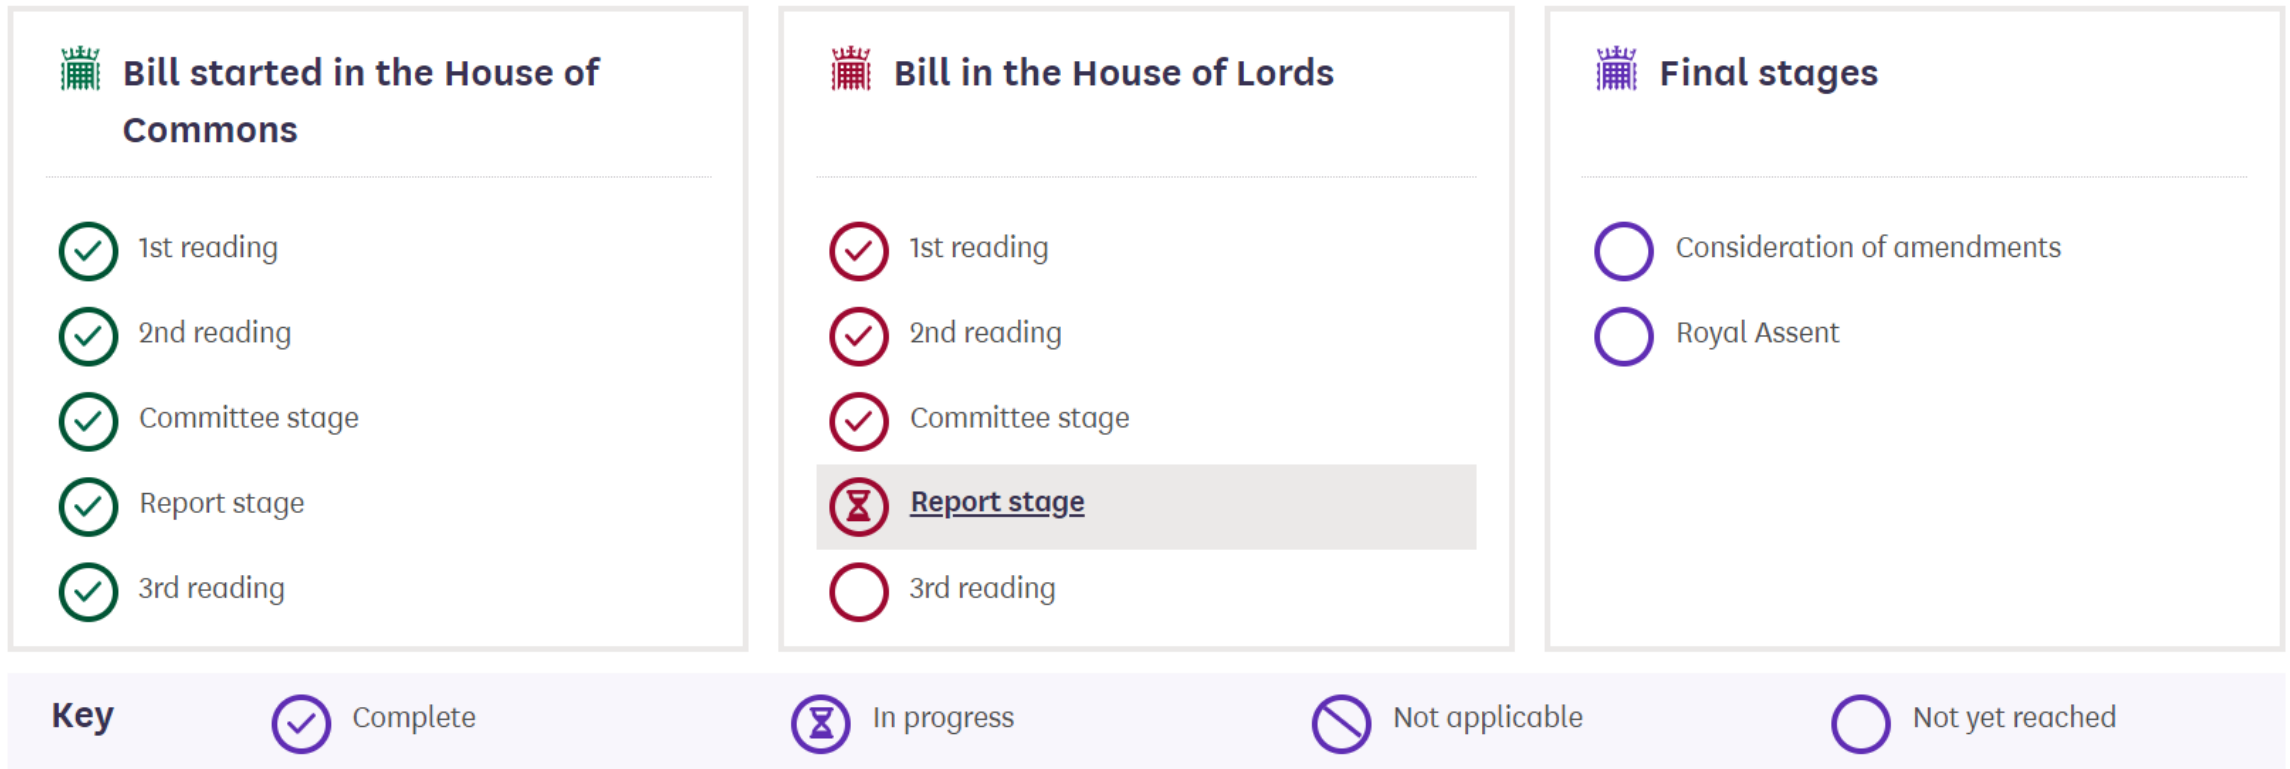 Bill started in the House of
Commons
1st reading
2nd reading
Committee stage
Report stage
3rd reading
Bill in the House of Lords
1st reading
2nd reading
Committee stage
Report stage
3rd reading
Final stages
Consideration of amendments
Royal Assent
Key
Complete
In progress
Not applicable
Not yet reached